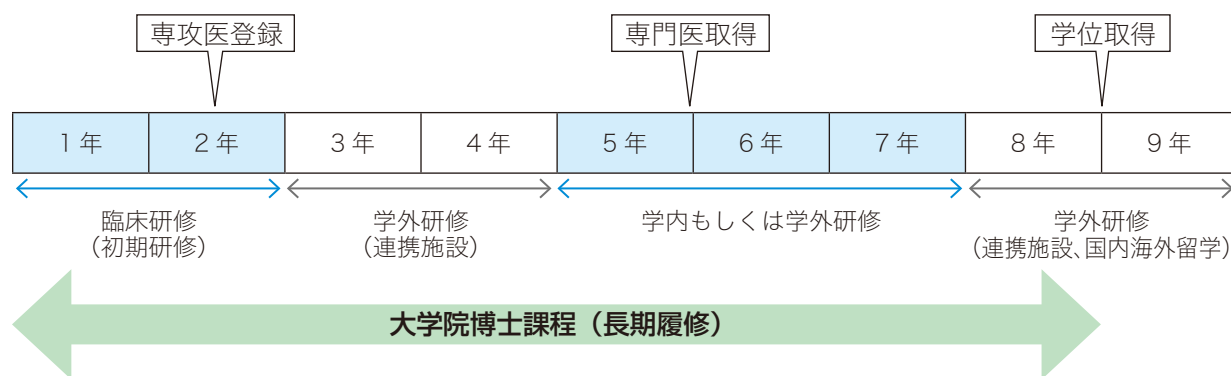 専攻医登録
専門医取得
学位取得
1 年
2 年
3 年
4 年
5 年
6 年
7 年
8 年
9 年
臨床研修
(初期研修)
学外研修
(連携施設)
学内もしくは学外研修
学外研修
(連携施設、国内海外留学)
大学院博士課程（長期履修）